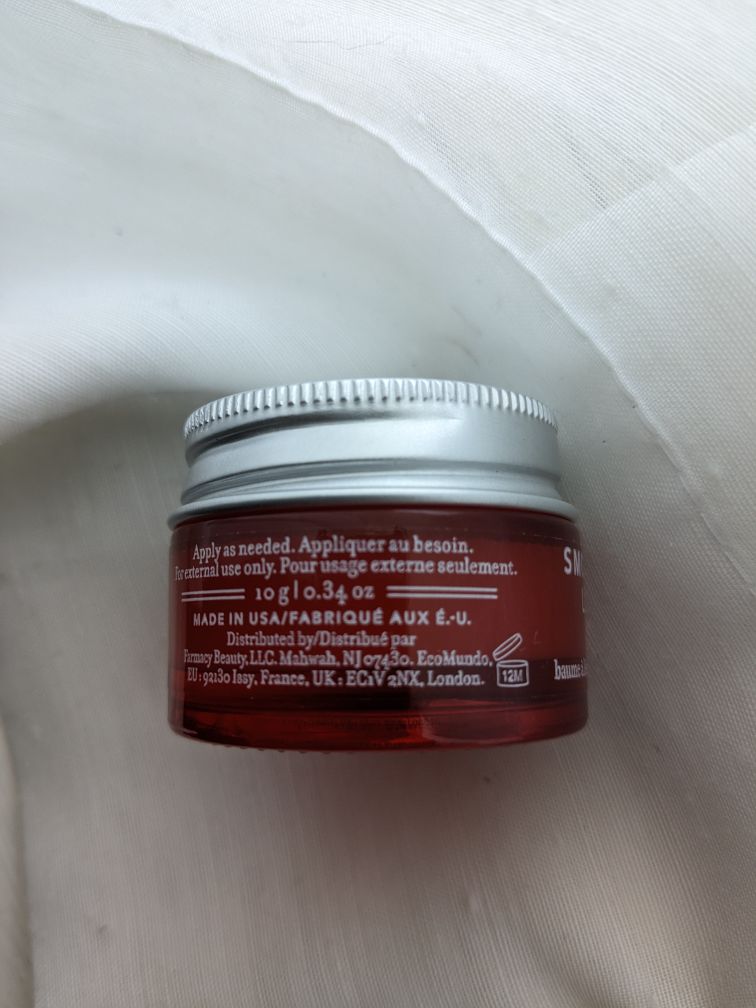 Apply as needed. Appliquer au besoin.
For external use only. Pour usage externe seulement.
10 g | 0.34 oz
MADE IN USA/FABRIQUÉ AUX É.-U.
Distributed by/Distribué par
Farmacy Beauty, LLC. Mahwah, NJ 07430. EcoMundo,
EU : 92130 Issy, France, UK : EC1V 2NX, London.
12M
baume à